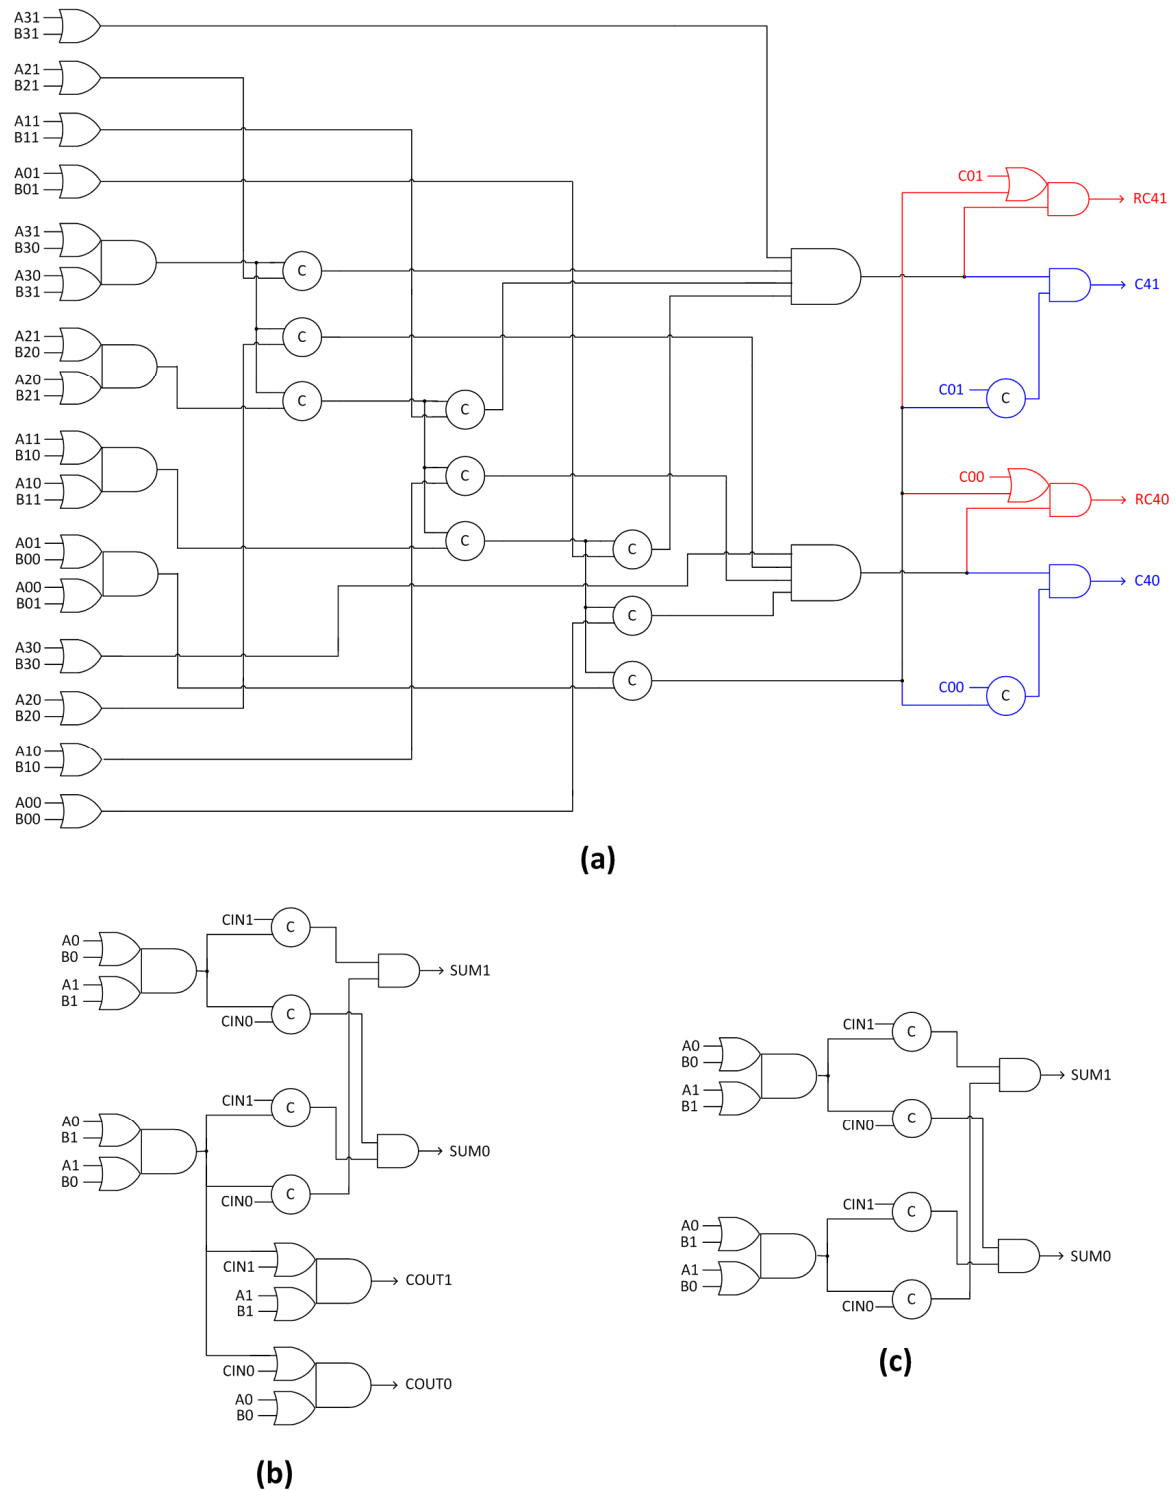 A31
B31
A21
B21
A11
B11
A01
B01
A31
B30
A30
B31
A21
B20
A20
B21
A11
B10
A10
B11
A01
B00
A00
B01
A30
B30
A20
B20
A10
B10
A00
B00
C
C
C
C
C
C
C
C
C
C01
RC41
C41
C01
C
C00
RC40
C40
C00
C
(a)
A0
B0
A1
B1
CIN1
C
CIN0
C
SUM1
A0
B1
A1
B0
CIN1
C
CIN0
C
SUM0
CIN1
A1
B1
COUT1
CIN0
A0
B0
COUT0
(b)
A0
B0
A1
B1
CIN1
C
CIN0
C
SUM1
A0
B1
A1
B0
CIN1
C
CIN0
C
SUM0
(c)